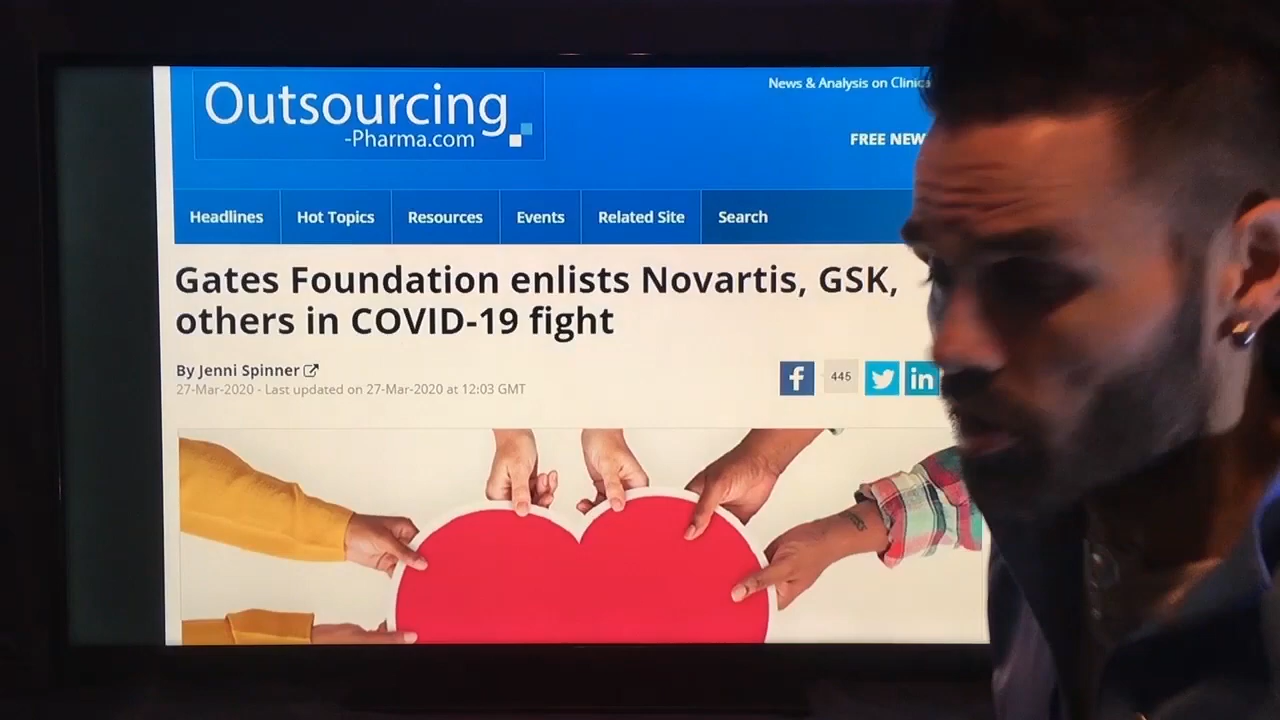 Outsourcing
-Pharma.com
News & Analysis on
FREE
Headlines
Hot Topics
Resources
Events
Related Site
Search
Gates Foundation enlists Novartis, GSK,
others in COVID-19 fight
By Jenni Spinner
27-Mar-2020 - Last updated on 27-Mar-2020 at 12:03 GMT
f
445
in